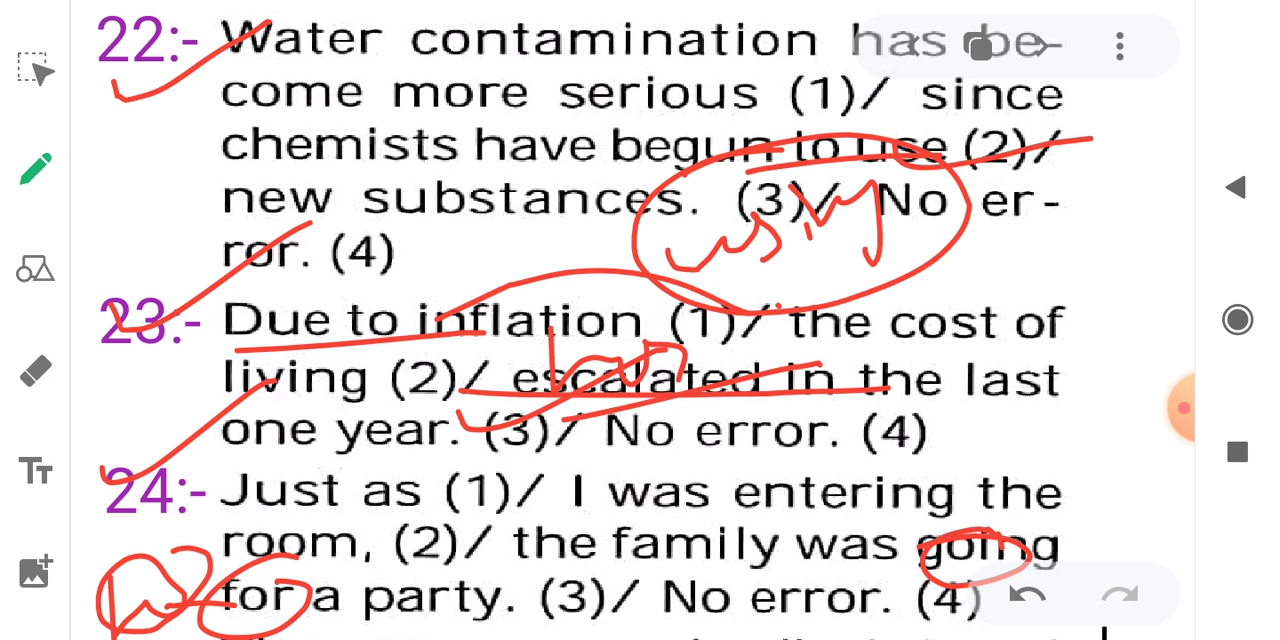 22:- Water contamination has be-
come more serious (1)/ since
chemists have begun to use (2)/
new substances. (3)/ No er-
ror. (4)
using
23:- Due to inflation (1)/ the cost of
living (2)/ escalated in the last
one year. (3)/ No error. (4)
has
24:- Just as (1)/ I was entering the
room, (2)/ the family was going
for a party. (3)/ No error. (4)
TT